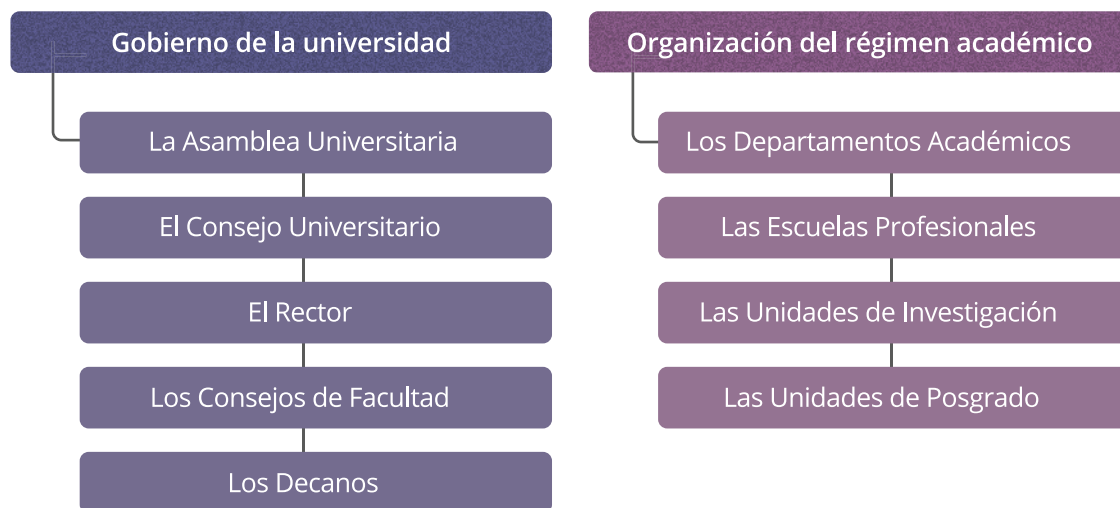 Gobierno de la universidad
La Asamblea Universitaria
El Consejo Universitario
El Rector
Los Consejos de Facultad
Los Decanos
Organización del régimen académico
Los Departamentos Académicos
Las Escuelas Profesionales
Las Unidades de Investigación
Las Unidades de Posgrado